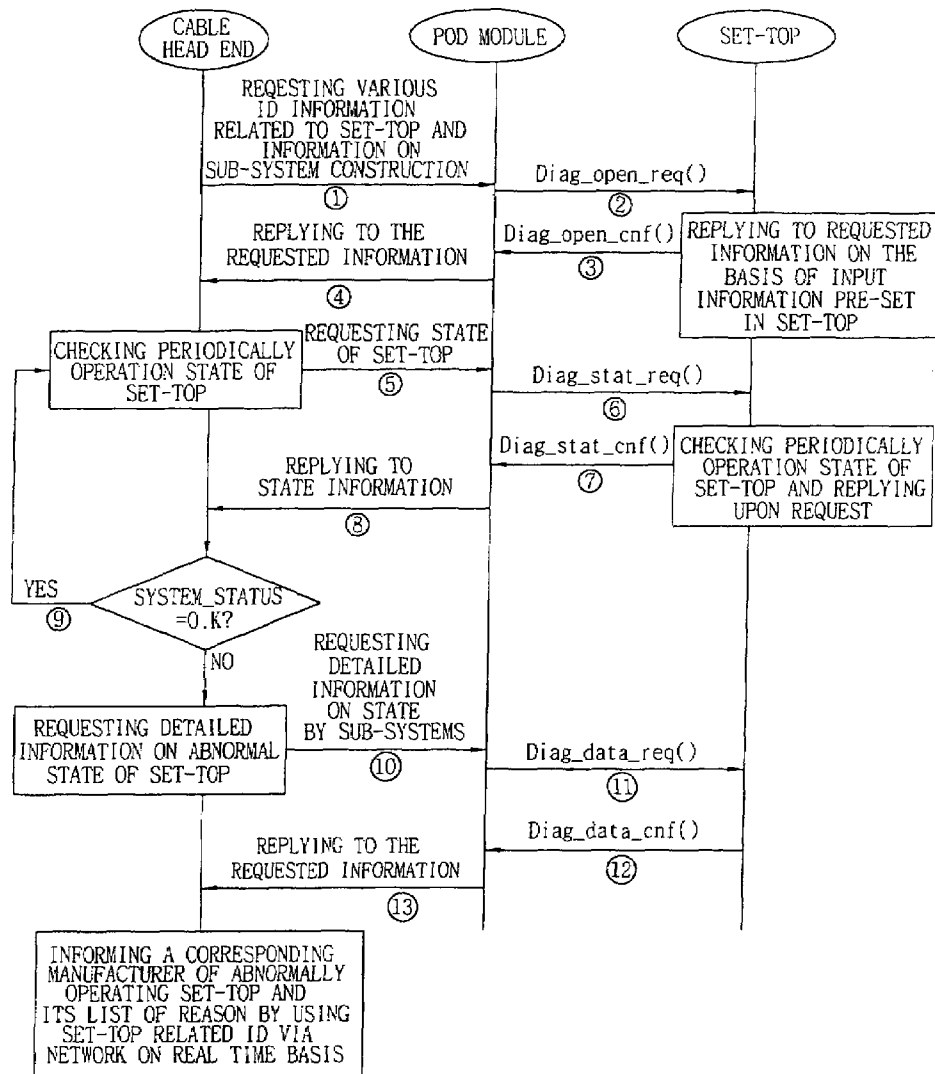 CABLE
HEAD END
POD MODULE
SET-TOP
REQESTING VARIOUS
ID INFORMATION
RELATED TO SET-TOP AND
INFORMATION ON
SUB-SYSTEM CONSTRUCTION
①
Diag_open_req()
②
Diag_open_cnf()
③
REPLYING TO REQUESTED
INFORMATION ON THE
BASIS OF INPUT
INFORMATION PRE-SET
IN SET-TOP
REPLYING TO THE
REQUESTED INFORMATION
④
CHECKING PERIODICALLY
OPERATION STATE OF
SET-TOP
REQUESTING STATE
OF SET-TOP
⑤
Diag_stat_req()
⑥
Diag_stat_cnf()
⑦
CHECKING PERIODICALLY
OPERATION STATE OF
SET-TOP AND REPLYING
UPON REQUEST
REPLYING TO
STATE INFORMATION
⑧
SYSTEM_STATUS
=O.K?
YES
⑨
NO
REQUESTING DETAILED
INFORMATION ON ABNORMAL
STATE OF SET-TOP
REQUESTING
DETAILED
INFORMATION
ON STATE
BY SUB-SYSTEMS
⑩
Diag_data_req()
⑪
Diag_data_cnf()
⑫
REPLYING TO THE
REQUESTED INFORMATION
⑬
INFORMING A CORRESPONDING
MANUFACTURER OF ABNORMALLY
OPERATING SET-TOP AND
ITS LIST OF REASON BY USING
SET-TOP RELATED ID VIA
NETWORK ON REAL TIME BASIS